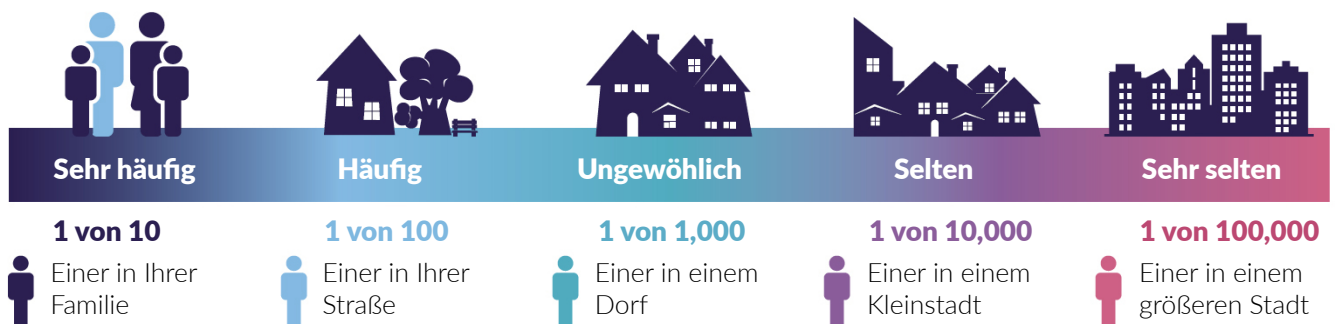 Sehr häufig
Häufig
Ungewöhlich
Selten
Sehr selten
1 von 10
1 von 100
1 von 1,000
1 von 10,000
1 von 100,000
Einer in Ihrer
Familie
Einer in Ihrer
Straße
Einer in einem
Dorf
Einer in einem
Kleinstadt
Einer in einem
größeren Stadt